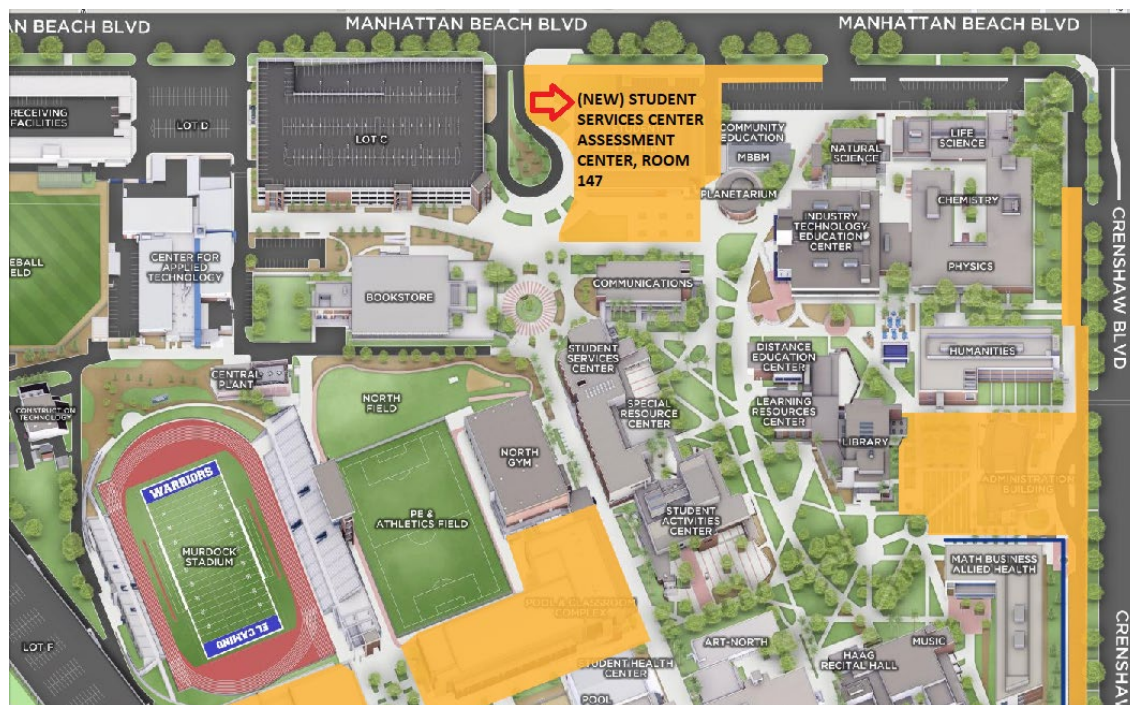 AN BEACH BLVD
MANHATTAN BEACH BLVD
MANHATTAN BEACH BLVD
RECEIVING
FACILITIES
LOT D
LOT C
(NEW) STUDENT
SERVICES CENTER
ASSESSMENT
CENTER, ROOM
147
COMMUNITY
EDUCATION
MBBM
PLANETARIUM
NATURAL
SCIENCE
LIFE
SCIENCE
CHEMISTRY
INDUSTRY
TECHNOLOGY
EDUCATION
CENTER
PHYSICS
CRENSHAW BLVD
EBALL
IELD
CENTER FOR
APPLIED
TECHNOLOGY
BOOKSTORE
COMMUNICATIONS
STUDENT
SERVICES
CENTER
DISTANCE
EDUCATION
CENTER
HUMANITIES
CENTRAL
PLANT
NORTH
FIELD
SPECIAL
RESOURCE
CENTER
LEARNING
RESOURCES
CENTER
LIBRARY
CONSTRUCTION
TECHNOLOGY
NORTH
GYM
ADMINISTRATION
BUILDING
WARRIORS
PE &
ATHLETICS FIELD
STUDENT
ACTIVITIES
CENTER
MURDOCK
STADIUM
MATH BUSINESS
ALLIED HEALTH
EL CAMINO
POOL & CLASSROOM
COMPLEX
LOT F
ART-NORTH
MUSIC
HAAG
RECITAL HALL
STUDENT HEALTH
CENTER
POOL
CRENSHAW